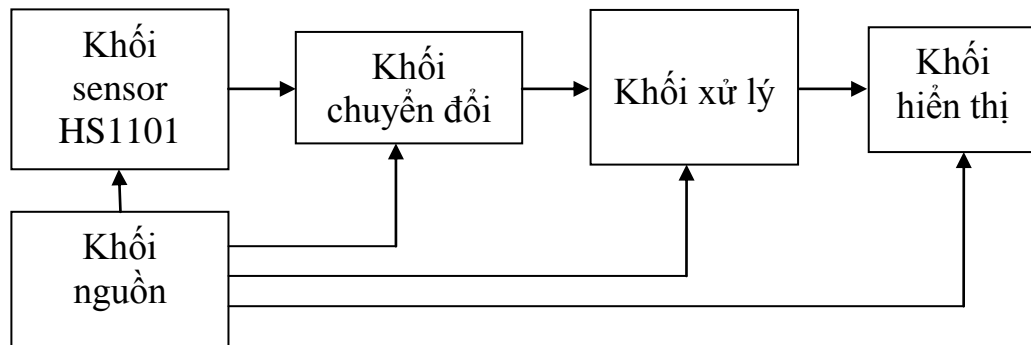 Khối
sensor
HS1101
Khối
chuyển đổi
Khối xử lý
Khối
hiển thị
Khối
nguồn